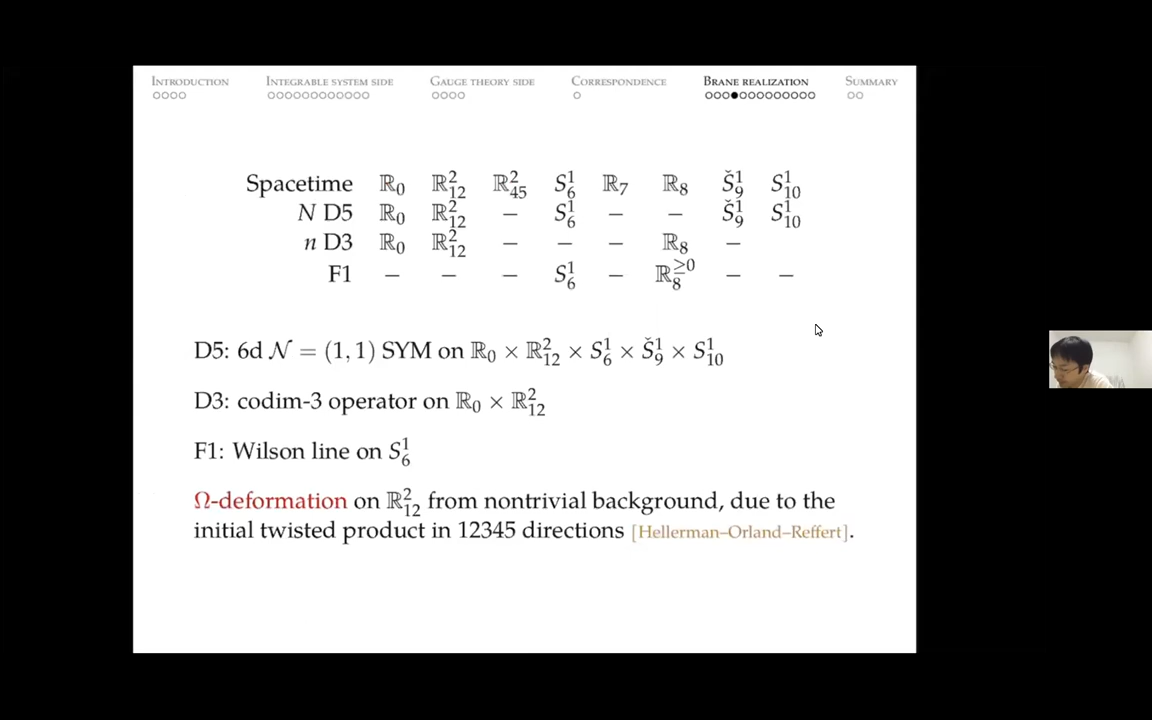 INTRODUCTION INTEGRABLE SYSTEM SIDE GAUGE THEORY SIDE CORRESPONDENCE BRANE REALIZATION SUMMARY
Spacetime ℝ₀ ℝ²₁₂ ℝ²₄₅ S¹₆ ℝ₇ ℝ₈ Š¹₉ S¹₁₀
N D5 ℝ₀ ℝ²₁₂ – S¹₆ – – Š¹₉ S¹₁₀
n D3 ℝ₀ ℝ²₁₂ – – – ℝ₈ –
F1 – – – S¹₆ – ℝ₈^≥0 – –
D5: 6d 𝒩 = (1, 1) SYM on ℝ₀ × ℝ²₁₂ × S¹₆ × Š¹₉ × S¹₁₀
D3: codim-3 operator on ℝ₀ × ℝ²₁₂
F1: Wilson line on S¹₆
Ω-deformation on ℝ²₁₂ from nontrivial background, due to the
initial twisted product in 12345 directions [Hellerman–Orland–Reffert].